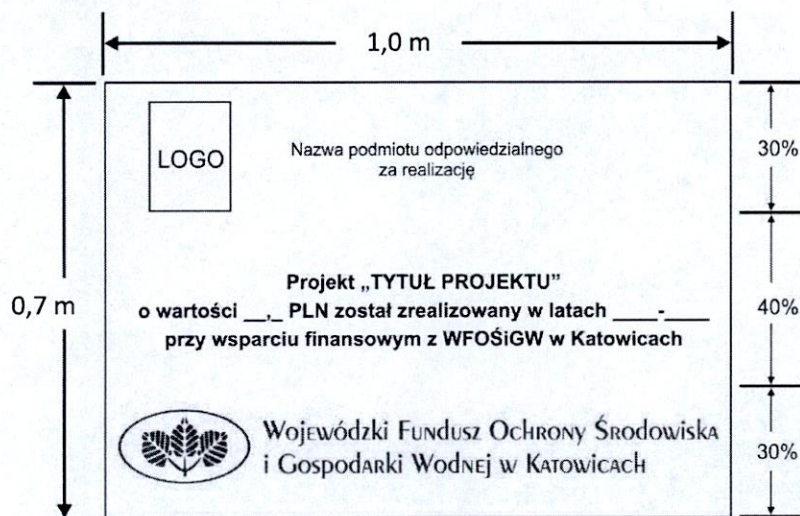 1,0 m
LOGO
Nazwa podmiotu odpowiedzialnego
za realizację
30%
Projekt „TYTUŁ PROJEKTU”
0,7 m
o wartości __,_ PLN został zrealizowany w latach ____-____
40%
przy wsparciu finansowym z WFOŚiGW w Katowicach
Wojewódzki Fundusz Ochrony Środowiska
i Gospodarki Wodnej w Katowicach
30%